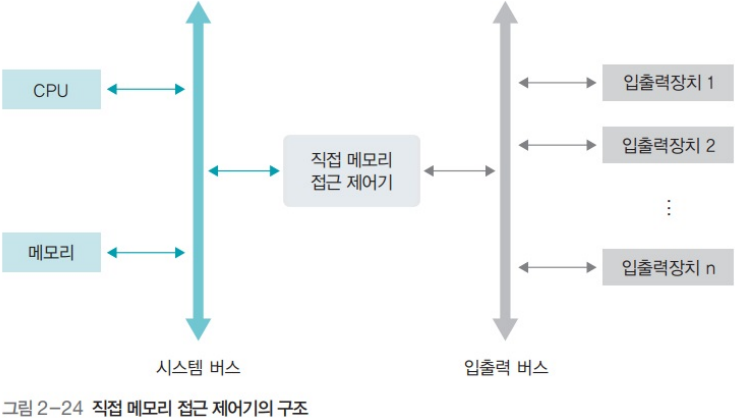 CPU
메모리
시스템 버스
직접 메모리
접근 제어기
입출력 버스
입출력장치 1
입출력장치 2
⋮
입출력장치 n
그림 2-24 직접 메모리 접근 제어기의 구조